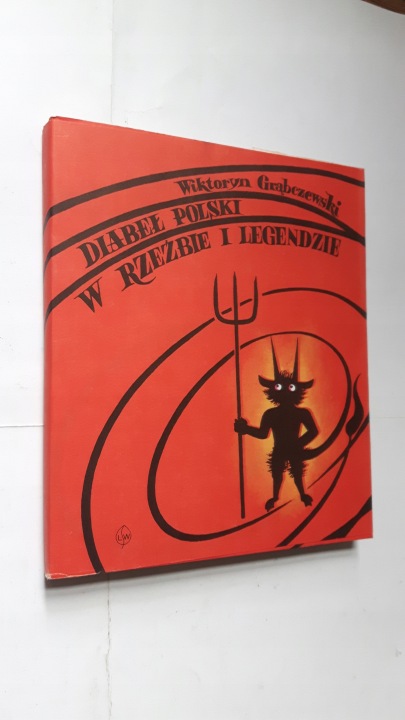 Wiktoryn Grąbczewski
DIABEŁ POLSKI
W RZEŹBIE I LEGENDZIE